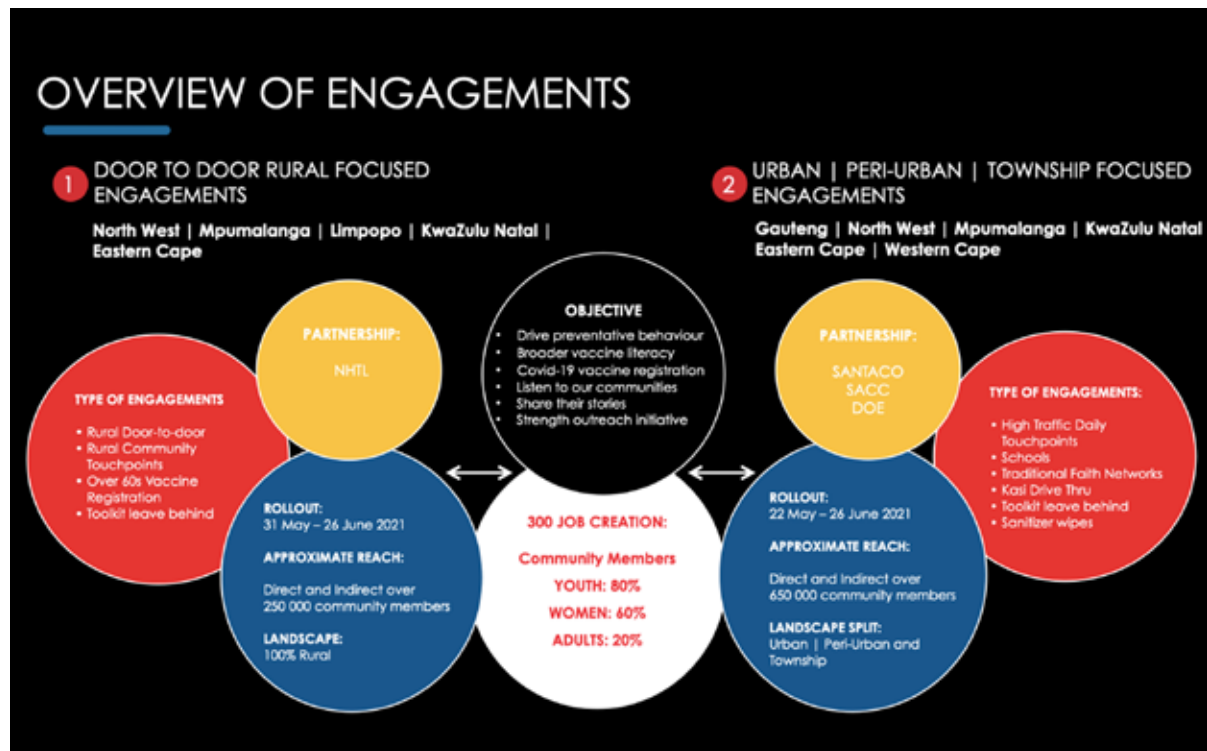 OVERVIEW OF ENGAGEMENTS
1
DOOR TO DOOR RURAL FOCUSED
ENGAGEMENTS
North West | Mpumalanga | Limpopo | KwaZulu Natal |
Eastern Cape
TYPE OF ENGAGEMENTS
• Rural Door-to-door
• Rural Community
Touchpoints
• Over 60s Vaccine
Registration
• Toolkit leave behind
PARTNERSHIP:
NHTL
ROLLOUT:
31 May – 26 June 2021
APPROXIMATE REACH:
Direct and Indirect over
250 000 community members
LANDSCAPE:
100% Rural
OBJECTIVE
• Drive preventative behaviour
• Broader vaccine literacy
• Covid-19 vaccine registration
• Listen to our communities
• Share their stories
• Strength outreach initiative
300 JOB CREATION:
Community Members
YOUTH: 80%
WOMEN: 60%
ADULTS: 20%
2
URBAN | PERI-URBAN | TOWNSHIP FOCUSED
ENGAGEMENTS
Gauteng | North West | Mpumalanga | KwaZulu Natal
Eastern Cape | Western Cape
PARTNERSHIP:
SANTACO
SACC
DOE
ROLLOUT:
22 May – 26 June 2021
APPROXIMATE REACH:
Direct and Indirect over
650 000 community members
LANDSCAPE SPLIT:
Urban | Peri-Urban and
Township
TYPE OF ENGAGEMENTS:
• High Traffic Daily
Touchpoints
• Schools
• Traditional Faith Networks
• Kasi Drive Thru
• Toolkit leave behind
• Sanitizer wipes